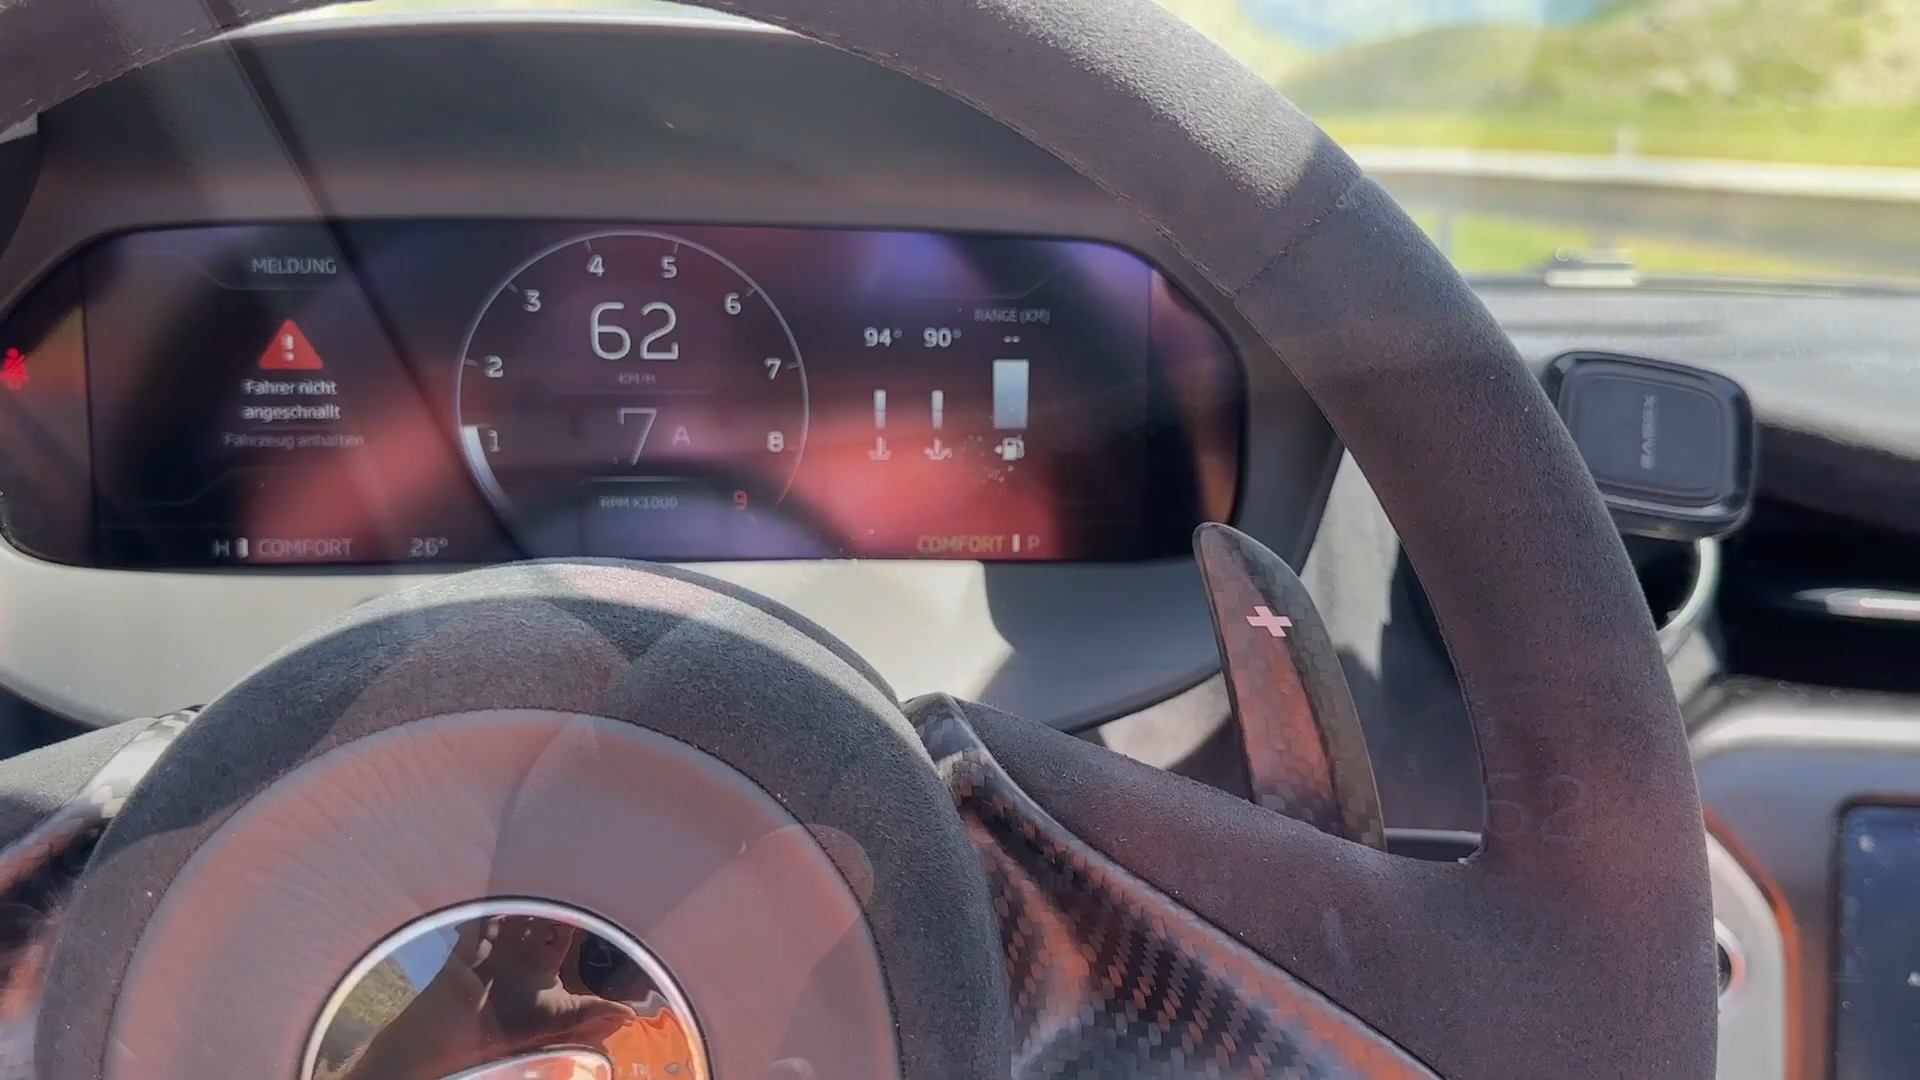 MELDUNG
Fahrer nicht
angeschnallt
Fahrzeug anhalten
H COMFORT 26°
1 2 3 4 5 6 7 8 9
62
KM/H
7 A
RPM X1000
RANGE (KM)
94° 90° --
COMFORT P
+